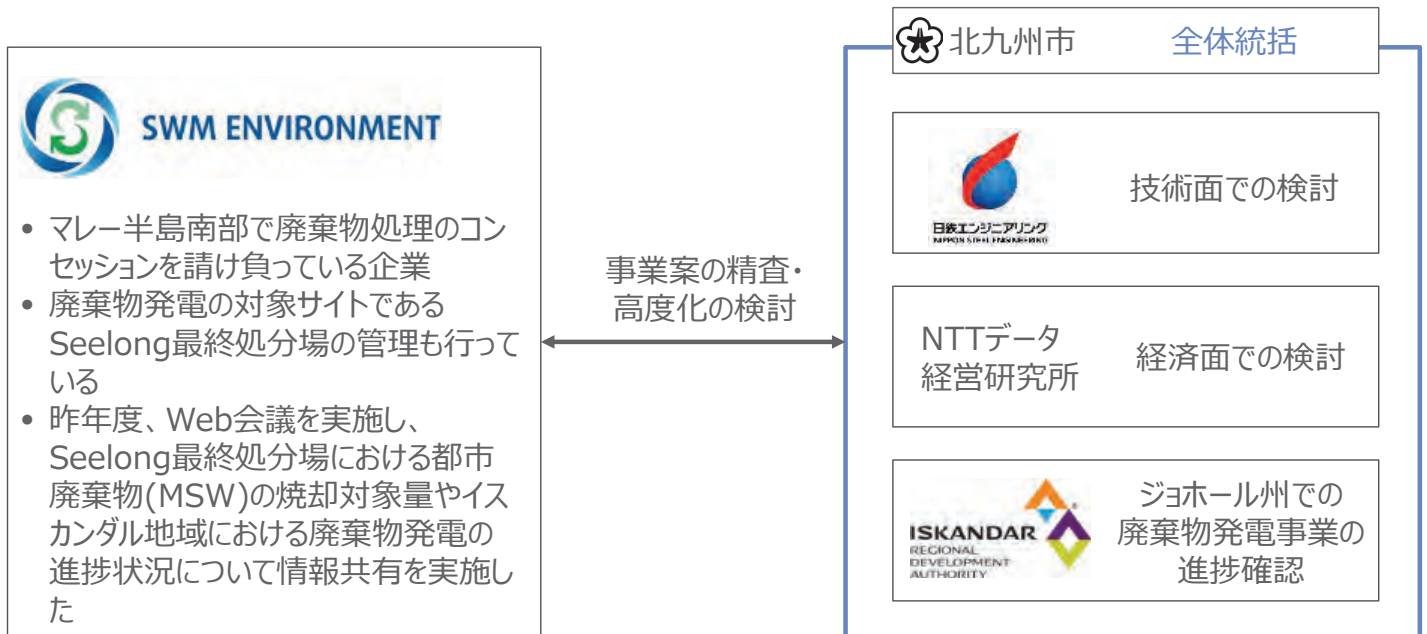 SWM ENVIRONMENT
• マレー半島南部で廃棄物処理のコン
セッションを請け負っている企業
• 廃棄物発電の対象サイトである
Seelong最終処分場の管理も行って
いる
• 昨年度、Web会議を実施し、
Seelong最終処分場における都市
廃棄物(MSW)の焼却対象量やイス
カンダル地域における廃棄物発電の
進捗状況について情報共有を実施し
た
事業案の精査・
高度化の検討
北九州市 全体統括
日鉄エンジニアリング
NIPPON STEEL ENGINEERING
技術面での検討
NTTデータ
経営研究所
経済面での検討
ISKANDAR
REGIONAL
DEVELOPMENT
AUTHORITY
ジョホール州での
廃棄物発電事業の
進捗確認